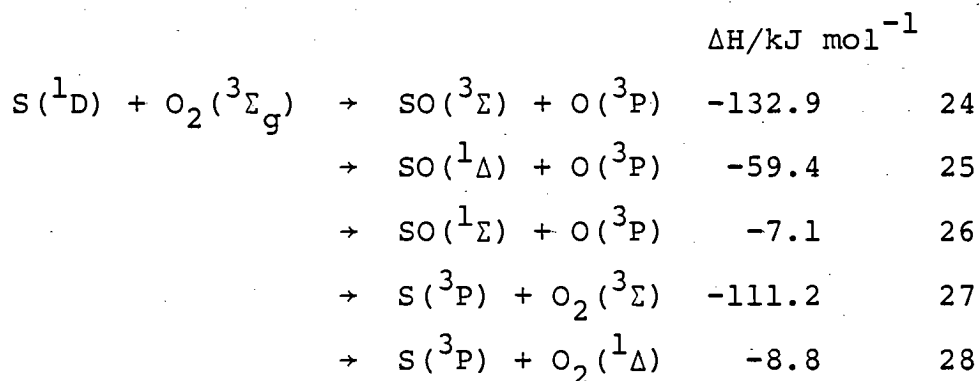 ΔH/kJ mol⁻¹
S(¹D) + O₂(³Σg) → SO(³Σ) + O(³P) -132.9 24
→ SO(¹Δ) + O(³P) -59.4 25
→ SO(¹Σ) + O(³P) -7.1 26
→ S(³P) + O₂(³Σ) -111.2 27
→ S(³P) + O₂(¹Δ) -8.8 28